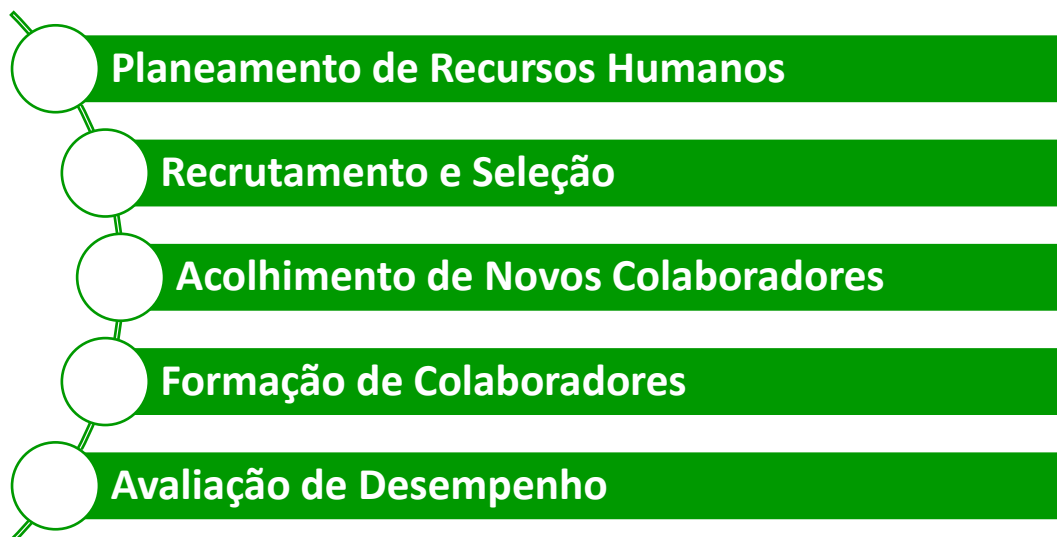 Planeamento de Recursos Humanos
Recrutamento e Seleção
Acolhimento de Novos Colaboradores
Formação de Colaboradores
Avaliação de Desempenho